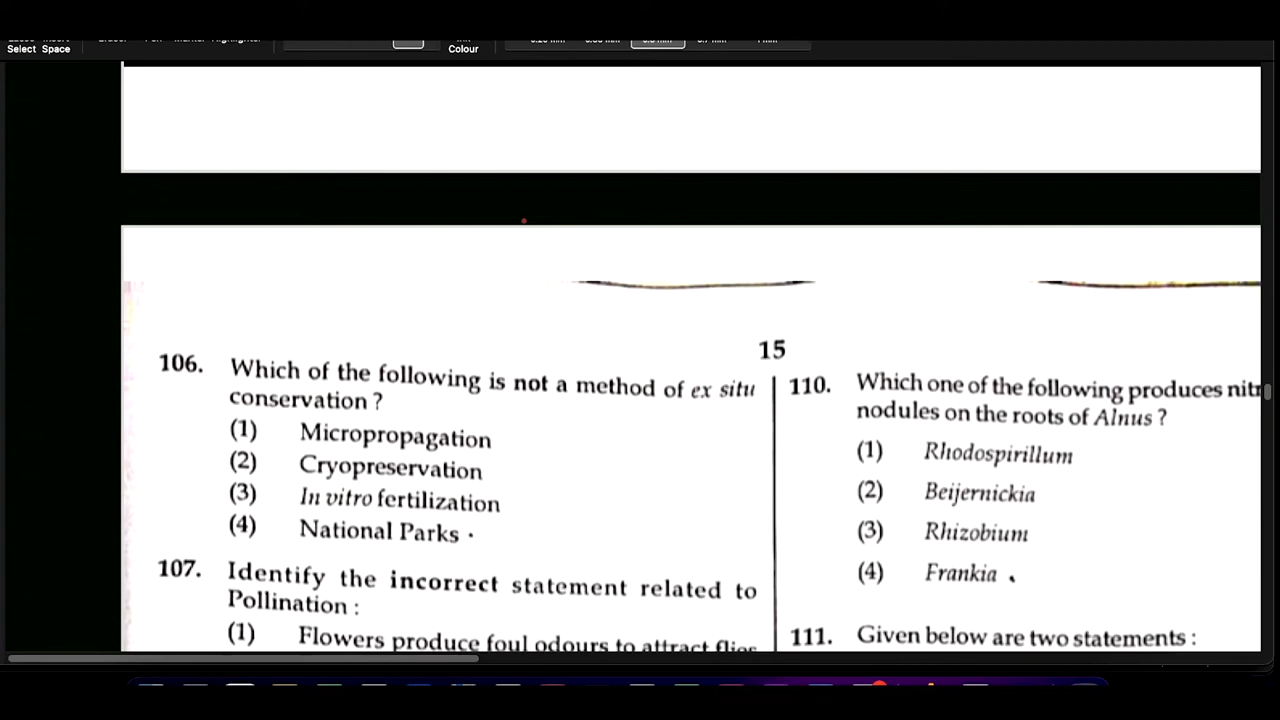 Select Space
Colour
15
106. Which of the following is not a method of ex situ
conservation ?
(1) Micropropagation
(2) Cryopreservation
(3) In vitro fertilization
(4) National Parks
107. Identify the incorrect statement related to
Pollination :
(1) Flowers produce foul odours to attract flies
110. Which one of the following produces nitr
nodules on the roots of Alnus ?
(1) Rhodospirillum
(2) Beijernickia
(3) Rhizobium
(4) Frankia
111. Given below are two statements :